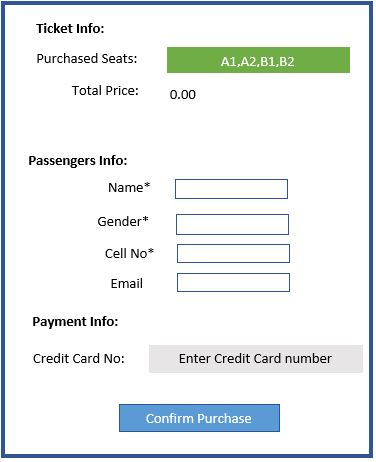 Ticket Info:
Purchased Seats: A1,A2,B1,B2
Total Price: 0.00
Passengers Info:
Name*
Gender*
Cell No*
Email
Payment Info:
Credit Card No: Enter Credit Card number
Confirm Purchase